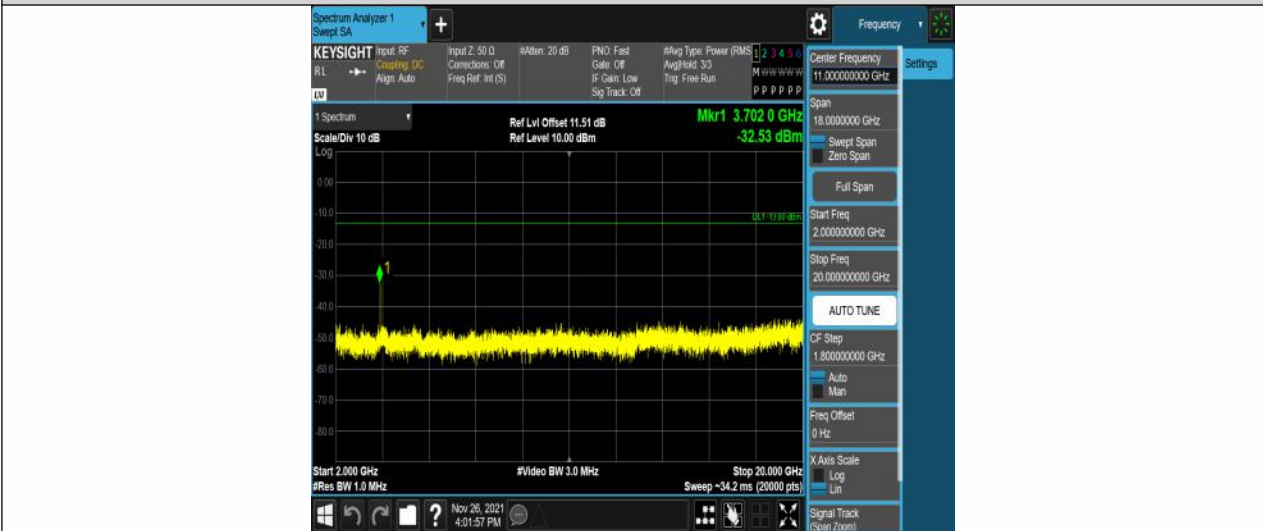 Spectrum Analyzer 1
Swept SA
+
Frequency
KEYSIGHT
RL
LV
Input: RF
Coupling: DC
Align: Auto
Input Z: 50 Ω
Corrections: Off
Freq Ref: Int (S)
#Atten: 20 dB
PNO: Fast
Gate: Off
IF Gain: Low
Sig Track: Off
#Avg Type: Power (RMS
Avg|Hold: 3/3
Trig: Free Run
1 2 3 4 5 6
M W W W W W
P P P P P P
1 Spectrum
Scale/Div 10 dB
Ref Lvl Offset 11.51 dB
Ref Level 10.00 dBm
Mkr1 3.702 0 GHz
-32.53 dBm
Log
0.00
-10.0
DL1 -13.00 dBm
-20.0
1
-30.0
-40.0
-50.0
-60.0
-70.0
-80.0
Start 2.000 GHz
#Video BW 3.0 MHz
Stop 20.000 GHz
#Res BW 1.0 MHz
Sweep ~34.2 ms (20000 pts)
?
Nov 26, 2021
4:01:57 PM
Center Frequency
11.000000000 GHz
Settings
Span
18.0000000 GHz
Swept Span
Zero Span
Full Span
Start Freq
2.000000000 GHz
Stop Freq
20.000000000 GHz
AUTO TUNE
CF Step
1.800000000 GHz
Auto
Man
Freq Offset
0 Hz
X Axis Scale
Log
Lin
Signal Track
(Span Zoom)